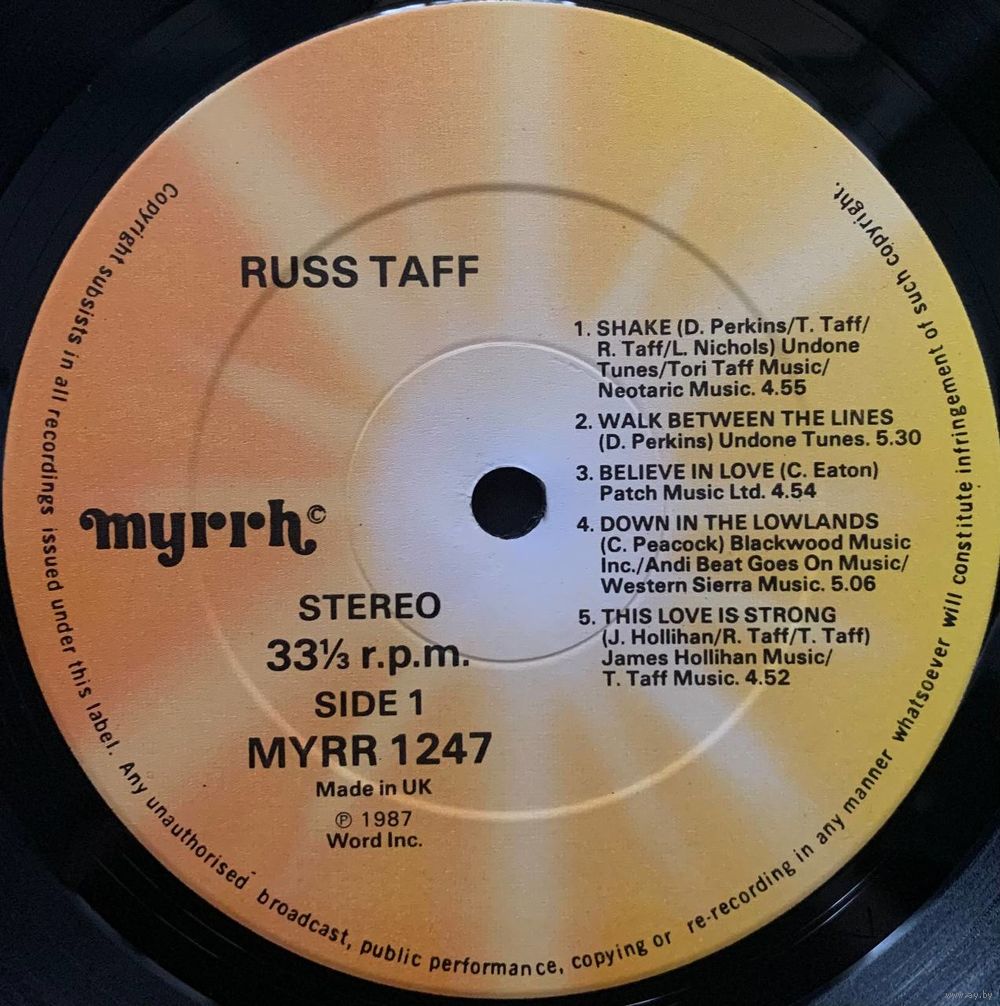 RUSS TAFF
1. SHAKE (D. Perkins/T. Taff/
R. Taff/L. Nichols) Undone
Tunes/Tori Taff Music/
Neotaric Music. 4.55
2. WALK BETWEEN THE LINES
(D. Perkins) Undone Tunes. 5.30
3. BELIEVE IN LOVE (C. Eaton)
Patch Music Ltd. 4.54
4. DOWN IN THE LOWLANDS
(C. Peacock) Blackwood Music
Inc./Andi Beat Goes On Music/
Western Sierra Music. 5.06
5. THIS LOVE IS STRONG
(J. Hollihan/R. Taff/T. Taff)
James Hollihan Music/
T. Taff Music. 4.52
myrrh©
STEREO
33⅓ r.p.m.
SIDE 1
MYRR 1247
Made in UK
℗ 1987
Word Inc.
Copyright subsists in all recordings issued under this label. Any unauthorised broadcast, public performance, copying or re-recording in any manner whatsoever will constitute infringement of such copyright.
www.ay.by